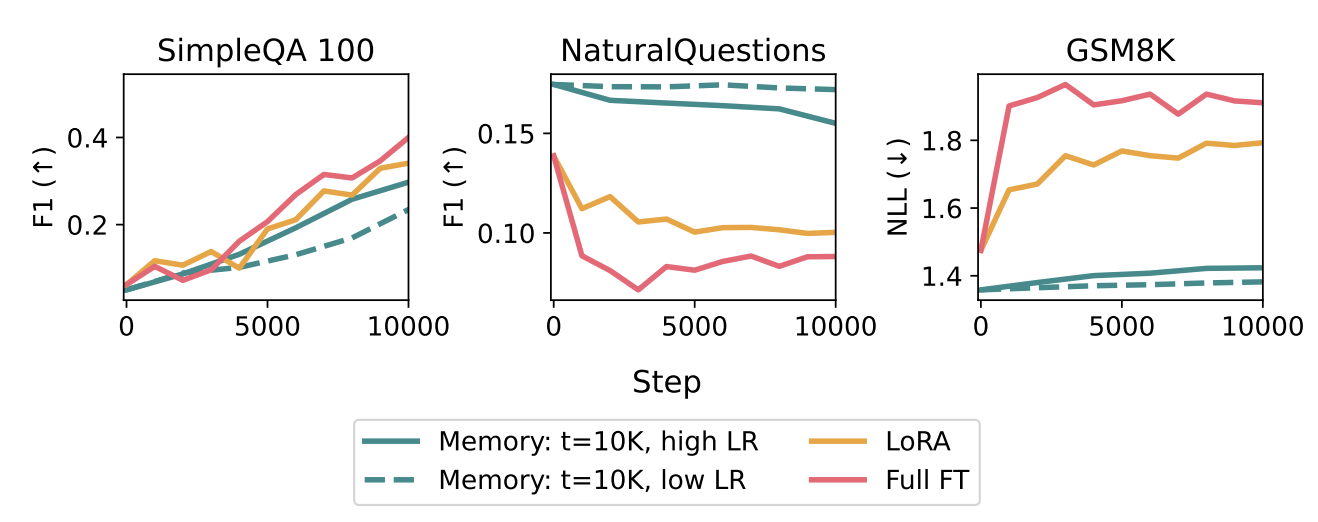 SimpleQA 100
NaturalQuestions
GSM8K
F1 (↑)
0.4
0.2
0
5000
10000
F1 (↑)
0.15
0.10
0
5000
10000
NLL (↓)
1.8
1.6
1.4
0
5000
10000
Step
Memory: t=10K, high LR
Memory: t=10K, low LR
LoRA
Full FT